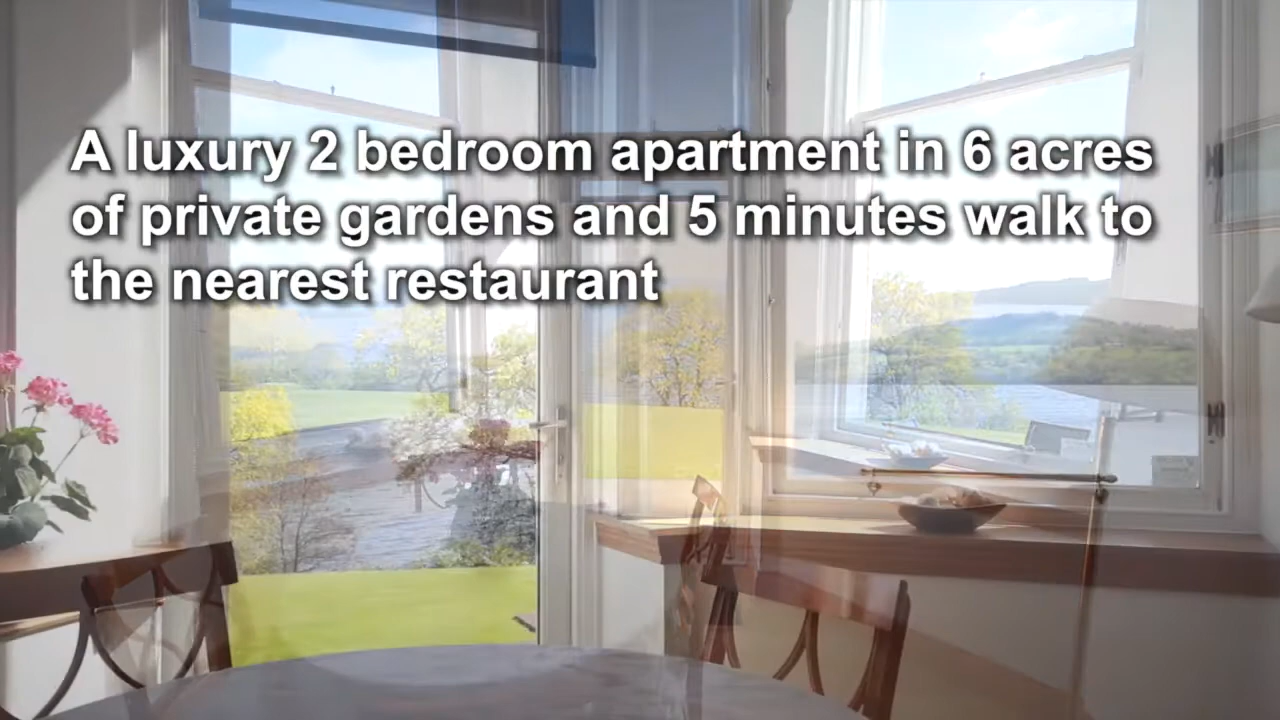 A luxury 2 bedroom apartment in 6 acres
of private gardens and 5 minutes walk to
the nearest restaurant